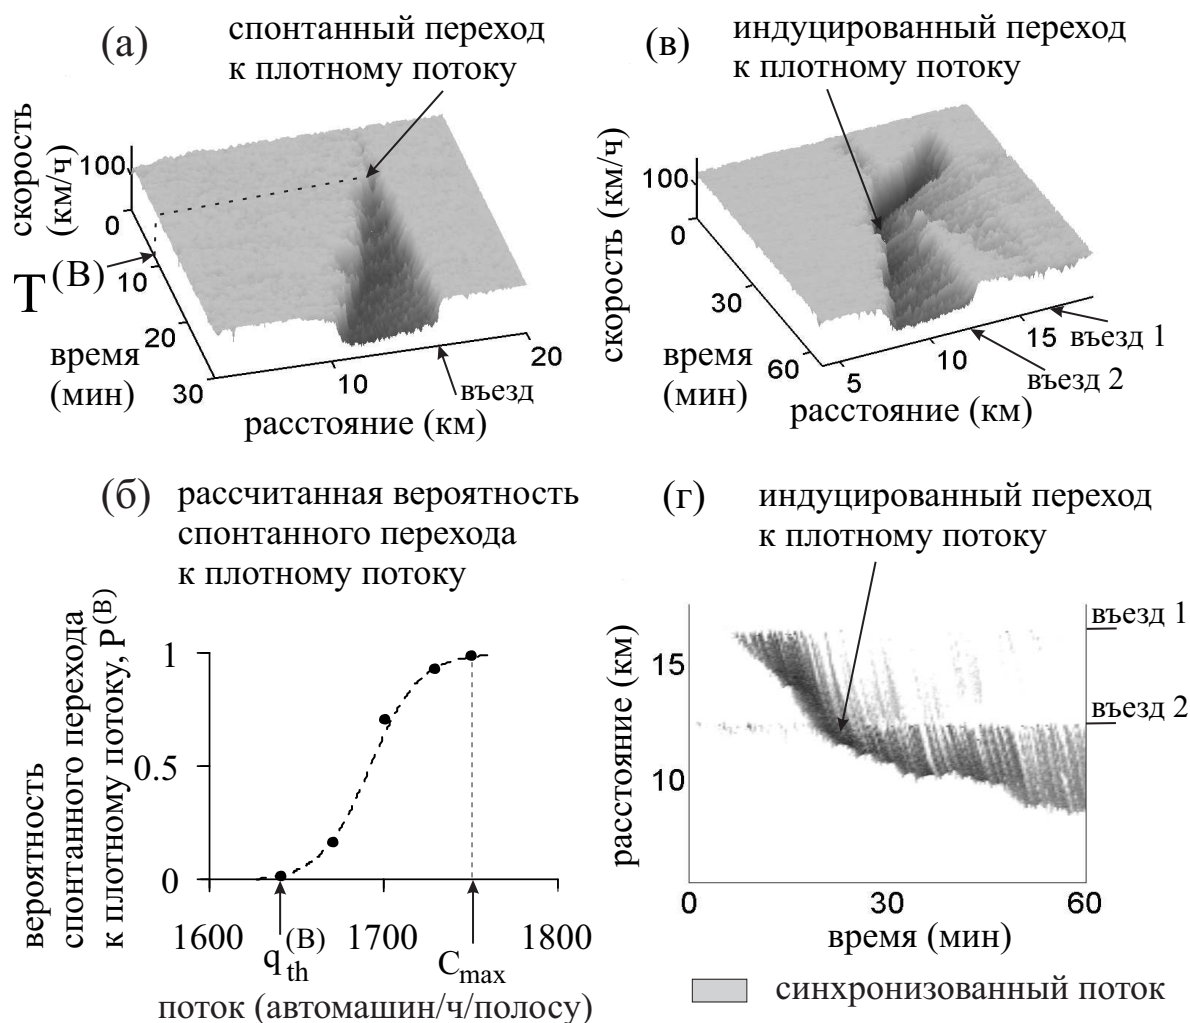 (а)
спонтанный переход
к плотному потоку
скорость
(км/ч)
100
0
T(B)
10
20
30
время
(мин)
10
20
въезд
расстояние (км)
(в)
индуцированный переход
к плотному потоку
скорость (км/ч)
100
0
30
60
время
(мин)
5
10
15
въезд 1
въезд 2
расстояние (км)
(б)
рассчитанная вероятность
спонтанного перехода
к плотному потоку
вероятность
спонтанного перехода
к плотному потоку, P(B)
1
0.5
0
1600
1700
1800
qth(B)
Cmax
поток (автомашин/ч/полосу)
(г)
индуцированный переход
к плотному потоку
расстояние (км)
15
10
въезд 1
въезд 2
0
30
60
время (мин)
синхронизованный поток